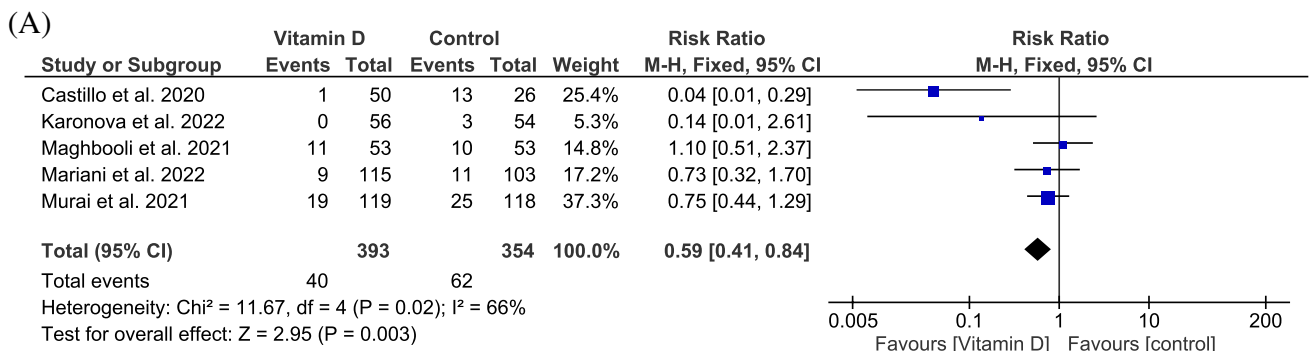 (A)
Vitamin D Control Risk Ratio Risk Ratio
Study or Subgroup Events Total Events Total Weight M-H, Fixed, 95% CI M-H, Fixed, 95% CI
Castillo et al. 2020 1 50 13 26 25.4% 0.04 [0.01, 0.29]
Karonova et al. 2022 0 56 3 54 5.3% 0.14 [0.01, 2.61]
Maghbooli et al. 2021 11 53 10 53 14.8% 1.10 [0.51, 2.37]
Mariani et al. 2022 9 115 11 103 17.2% 0.73 [0.32, 1.70]
Murai et al. 2021 19 119 25 118 37.3% 0.75 [0.44, 1.29]
Total (95% CI) 393 354 100.0% 0.59 [0.41, 0.84]
Total events 40 62
Heterogeneity: Chi² = 11.67, df = 4 (P = 0.02); I² = 66%
Test for overall effect: Z = 2.95 (P = 0.003)
0.005 0.1 1 10 200
Favours [Vitamin D] Favours [control]